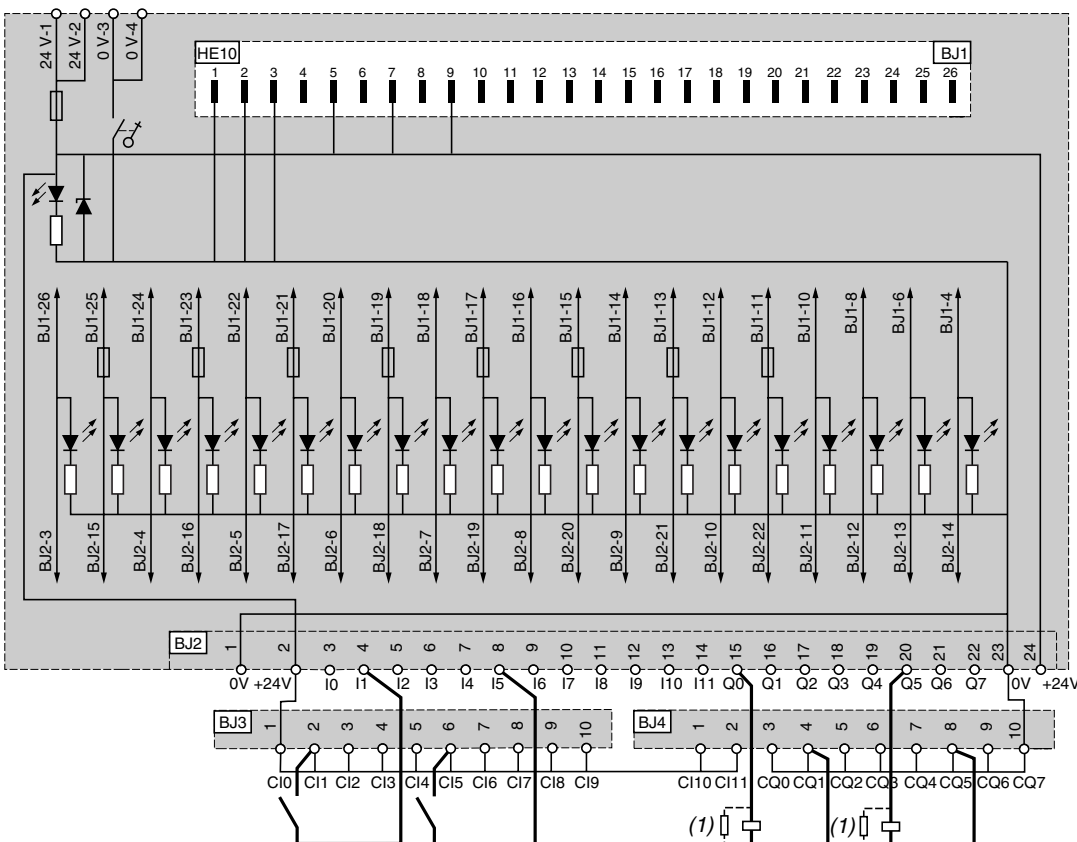 24 V-1 24 V-2 0 V-3 0 V-4
HE10 BJ1
1 2 3 4 5 6 7 8 9 10 11 12 13 14 15 16 17 18 19 20 21 22 23 24 25 26
BJ1-26 BJ1-25 BJ1-24 BJ1-23 BJ1-22 BJ1-21 BJ1-20 BJ1-19 BJ1-18 BJ1-17 BJ1-16 BJ1-15 BJ1-14 BJ1-13 BJ1-12 BJ1-11 BJ1-10 BJ1-8 BJ1-6 BJ1-4
BJ2-3 BJ2-15 BJ2-4 BJ2-16 BJ2-5 BJ2-17 BJ2-6 BJ2-18 BJ2-7 BJ2-19 BJ2-8 BJ2-20 BJ2-9 BJ2-21 BJ2-10 BJ2-22 BJ2-11 BJ2-12 BJ2-13 BJ2-14
BJ2 1 2 3 4 5 6 7 8 9 10 11 12 13 14 15 16 17 18 19 20 21 22 23 24
0V +24V I0 I1 I2 I3 I4 I5 I6 I7 I8 I9 I10 I11 Q0 Q1 Q2 Q3 Q4 Q5 Q6 Q7 0V +24V
BJ3 1 2 3 4 5 6 7 8 9 10 BJ4 1 2 3 4 5 6 7 8 9 10
CI0 CI1 CI2 CI3 CI4 CI5 CI6 CI7 CI8 CI9 CI10 CI11 CQ0 CQ1 CQ2 CQ3 CQ4 CQ5 CQ6 CQ7
(1) (1)